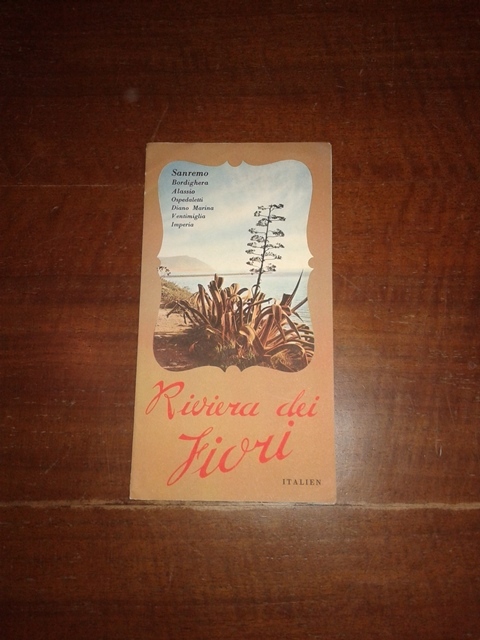 Sanremo
Bordighera
Alassio
Ospedaletti
Diano Marina
Ventimiglia
Imperia
Riviera dei
Fiori
ITALIEN